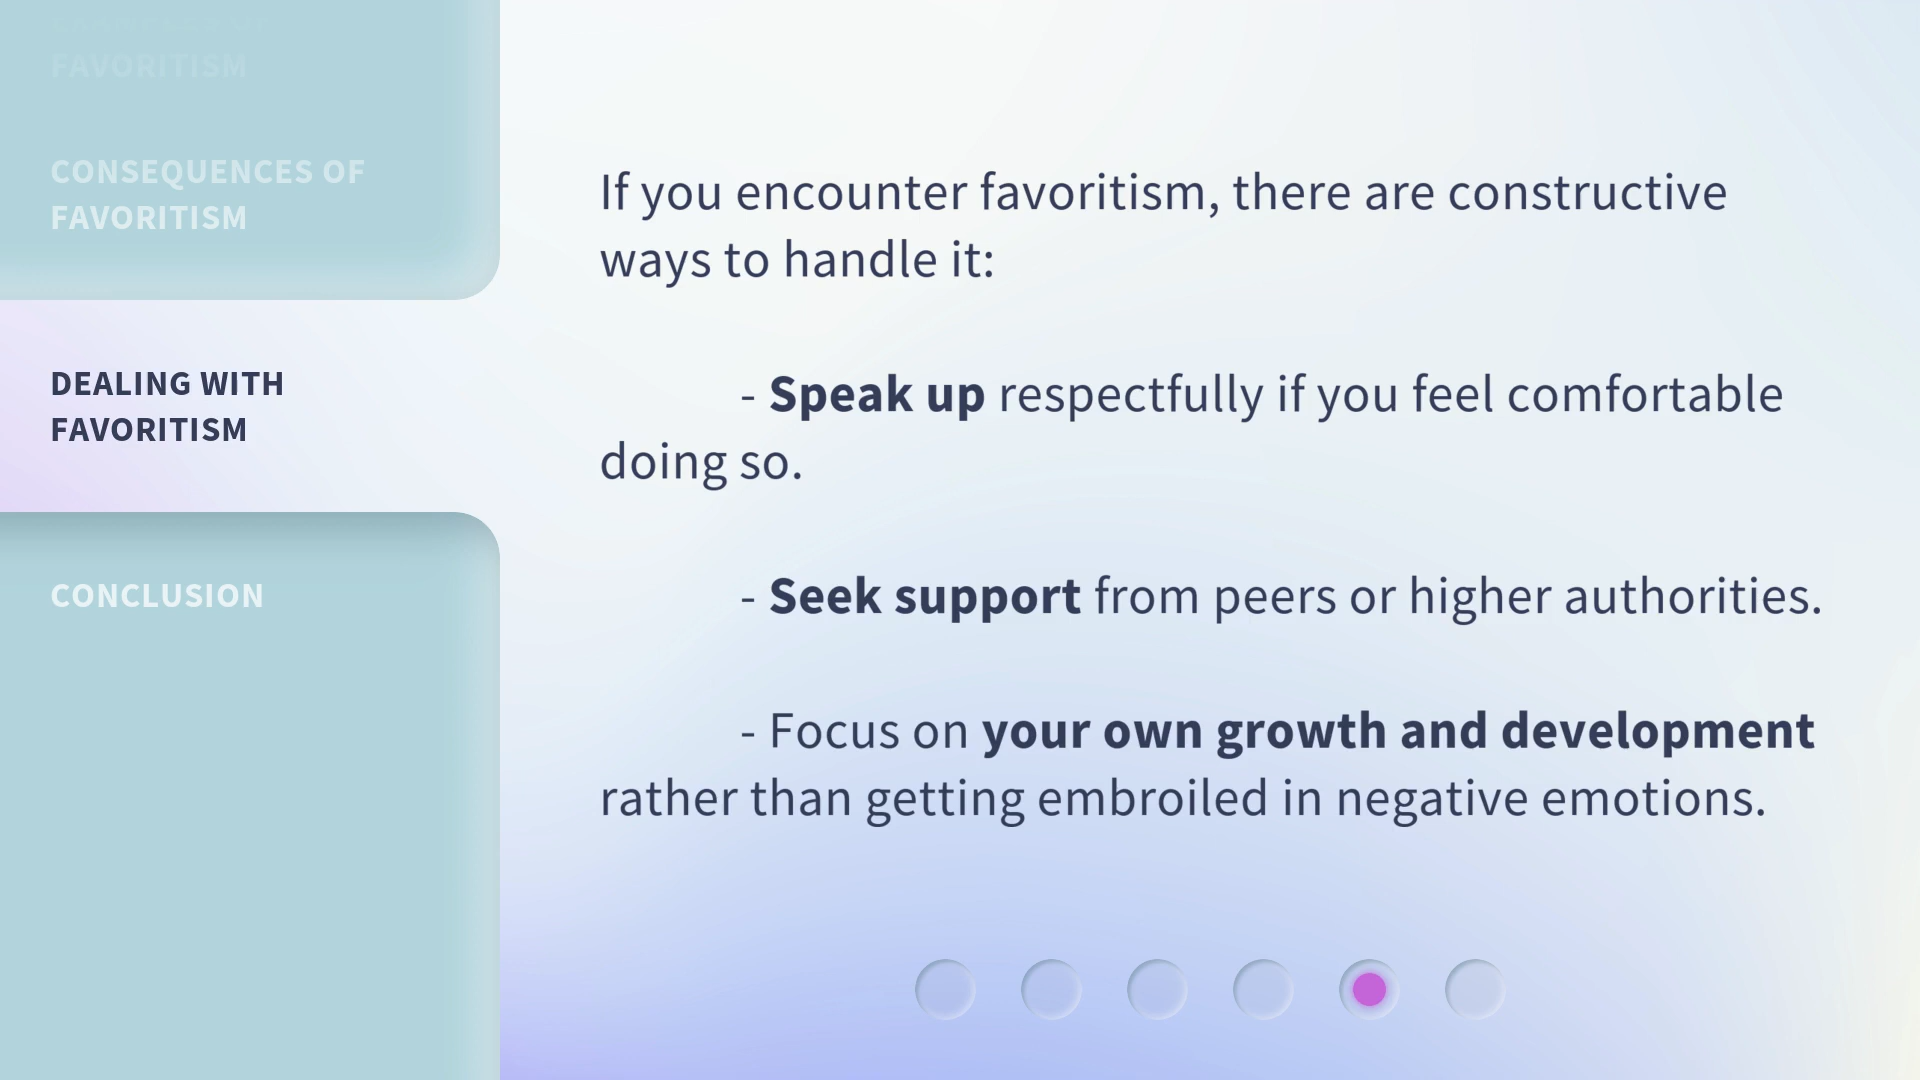 FAVORITISM
CONSEQUENCES OF
FAVORITISM
DEALING WITH
FAVORITISM
CONCLUSION
If you encounter favoritism, there are constructive
ways to handle it:
- Speak up respectfully if you feel comfortable
doing so.
- Seek support from peers or higher authorities.
- Focus on your own growth and development
rather than getting embroiled in negative emotions.